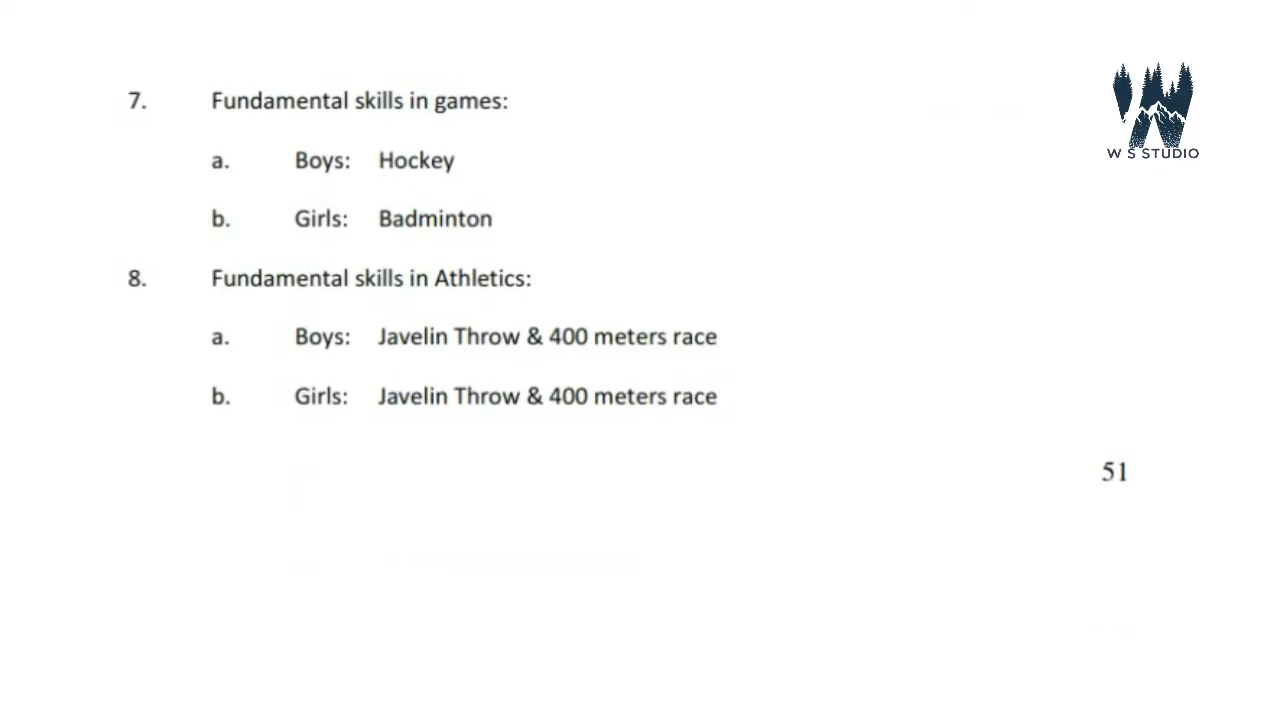 7. Fundamental skills in games:
W S STUDIO
a. Boys: Hockey
b. Girls: Badminton
8. Fundamental skills in Athletics:
a. Boys: Javelin Throw & 400 meters race
b. Girls: Javelin Throw & 400 meters race
51